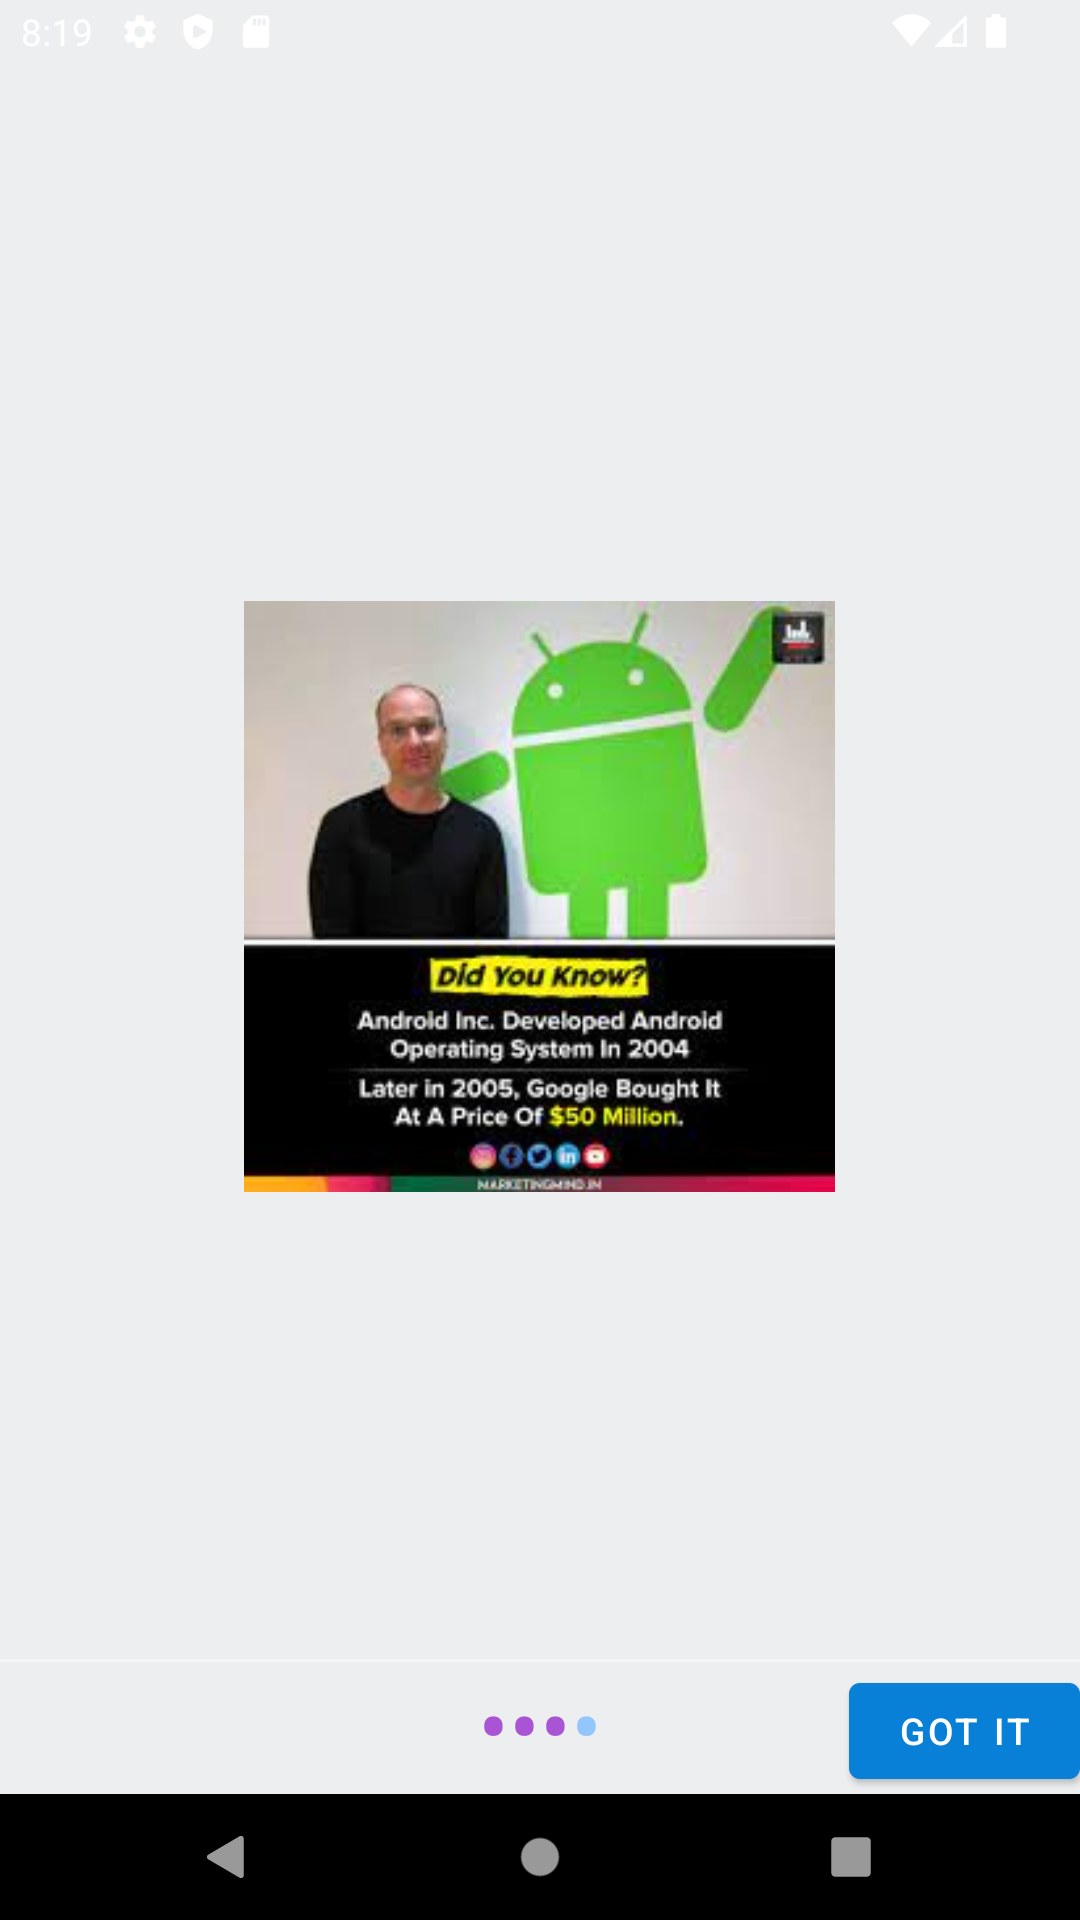 8:19
Did You Know?
Android Inc. Developed Android
Operating System In 2004
Later in 2005, Google Bought It
At A Price Of $50 Million.
in
MARKETINGMIND.IN
GOT IT